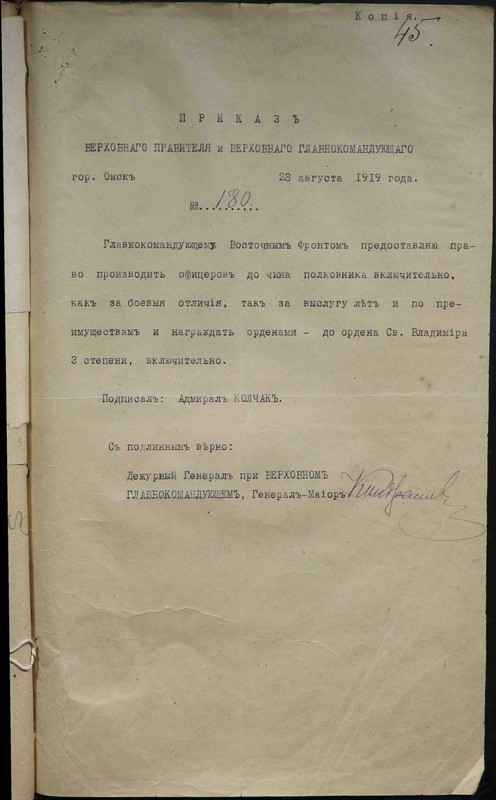 Копія.
45.
ПРИКАЗЪ
ВЕРХОВНАГО ПРАВИТЕЛЯ и ВЕРХОВНАГО ГЛАВНОКОМАНДУЮЩАГО
гор. Омскъ 28 августа 1919 года.
№ 180.
Главнокомандующему Восточнымъ Фронтомъ предоставляю пра-
во производить офицеровъ до чина полковника включительно,
какъ за боевыя отличія, такъ за выслугу лѣтъ и по пре-
имуществамъ и награждать орденами - до ордена Св. Владиміра
3 степени, включительно.
Подписалъ: Адмиралъ КОЛЧАКЪ.
Съ подлиннымъ вѣрно:
Дежурный Генералъ при ВЕРХОВНОМЪ
ГЛАВНОКОМАНДУЮЩЕМЪ, Генералъ-Маіоръ